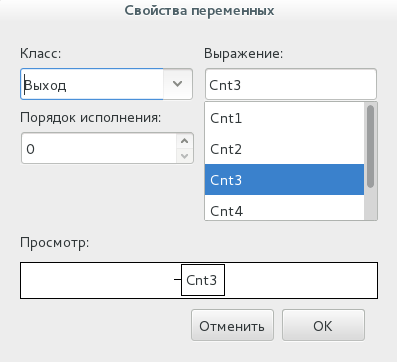 Свойства переменных
Класс:
Выражение:
Выход
Cnt3
Порядок исполнения:
0
Cnt1
Cnt2
Cnt3
Cnt4
Просмотр:
Cnt3
Отменить
OK